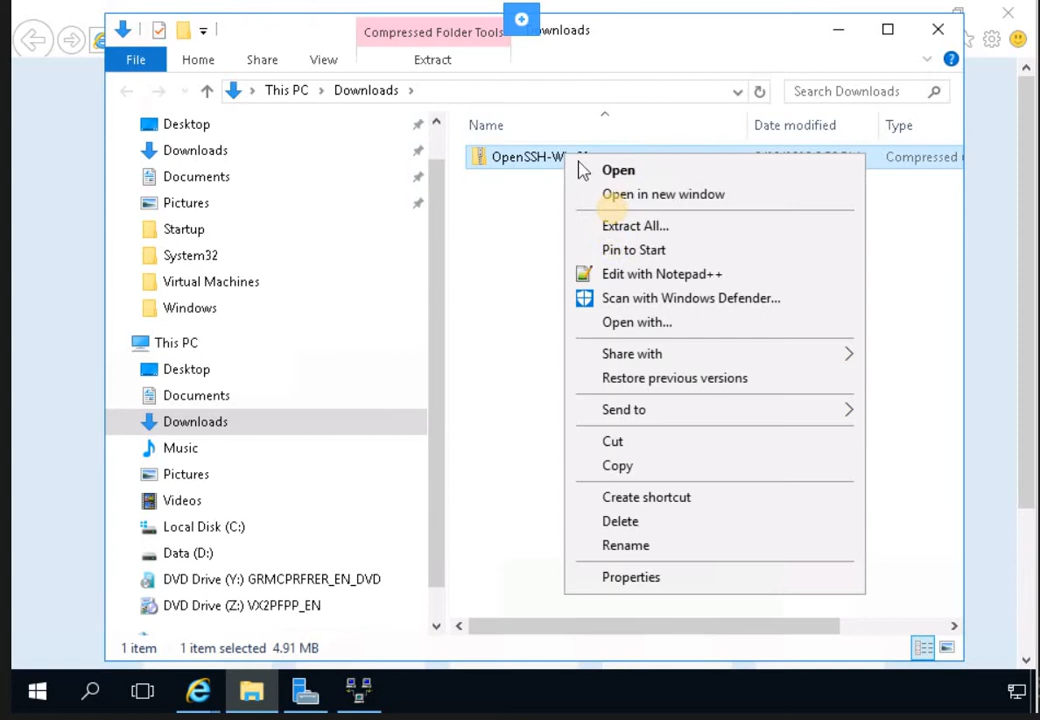 Compressed Folder Tools
Downloads
File
Home
Share
View
Extract
This PC
Downloads
Search Downloads
Name
Date modified
Type
Desktop
Downloads
Documents
Pictures
Startup
System32
Virtual Machines
Windows
This PC
Desktop
Documents
Downloads
Music
Pictures
Videos
Local Disk (C:)
Data (D:)
DVD Drive (Y:) GRMCPRFRER_EN_DVD
DVD Drive (Z:) VX2PFPP_EN
Compressed
Open
Open in new window
Extract All...
Pin to Start
Edit with Notepad++
Scan with Windows Defender...
Open with...
Share with
Restore previous versions
Send to
Cut
Copy
Create shortcut
Delete
Rename
Properties
1 item
1 item selected 4.91 MB